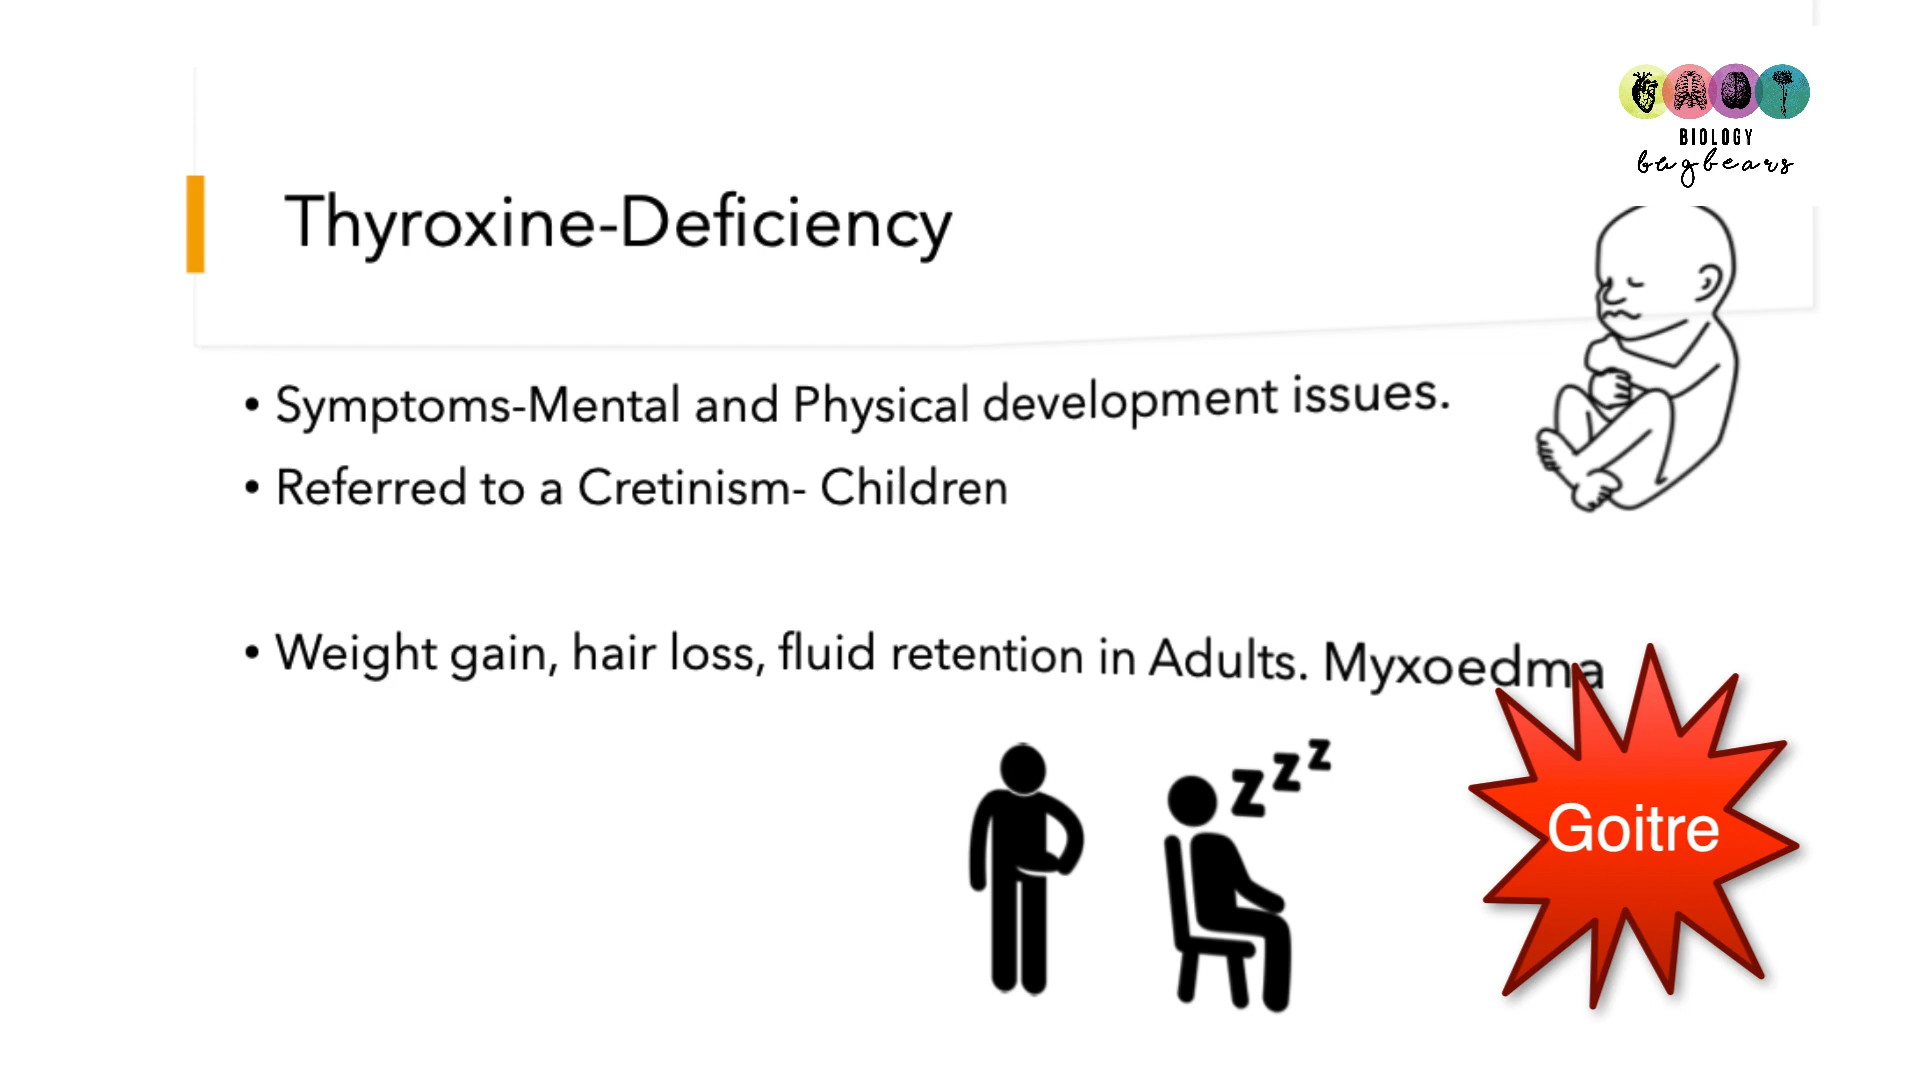 BIOLOGY
bugbears
Thyroxine-Deficiency
• Symptoms-Mental and Physical development issues.
• Referred to a Cretinism- Children
• Weight gain, hair loss, fluid retention in Adults. Myxoedma
z z z
Goitre